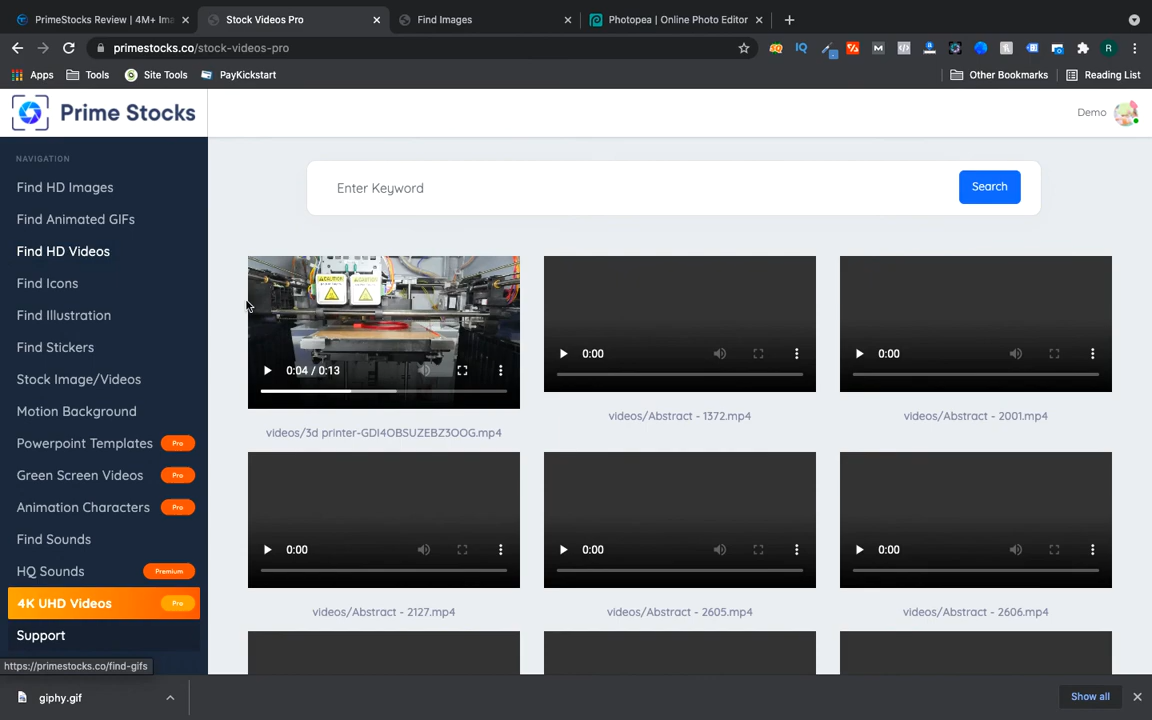 PrimeStocks Review | 4M+ Ima
Stock Videos Pro
Find Images
Photopea | Online Photo Editor
primestocks.co/stock-videos-pro
R
Apps
Tools
Site Tools
PayKickstart
Other Bookmarks
Reading List
Prime Stocks
Demo
NAVIGATION
Find HD Images
Find Animated GIFs
Find HD Videos
Find Icons
Find Illustration
Find Stickers
Stock Image/Videos
Motion Background
Powerpoint Templates Pro
Green Screen Videos Pro
Animation Characters Pro
Find Sounds
HQ Sounds Premium
4K UHD Videos Pro
Support
Enter Keyword
Search
CAUTION CAUTION
0:04 / 0:13
0:00
0:00
videos/3d printer-GDI4OBSUZEBZ3OOG.mp4
videos/Abstract - 1372.mp4
videos/Abstract - 2001.mp4
0:00
0:00
0:00
videos/Abstract - 2127.mp4
videos/Abstract - 2605.mp4
videos/Abstract - 2606.mp4
https://primestocks.co/find-gifs
giphy.gif
Show all